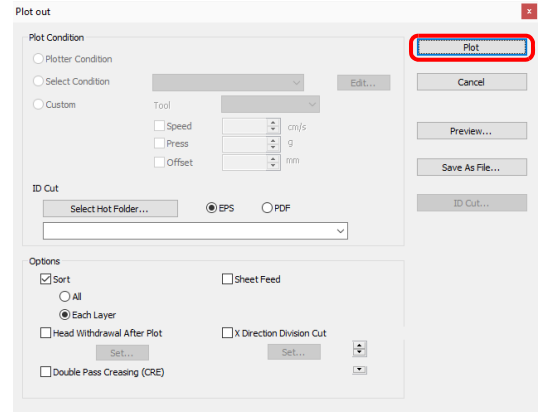 Plot out
x
Plot Condition
Plotter Condition
Select Condition
Edit...
Custom
Tool
Speed
cm/s
Press
g
Offset
mm
ID Cut
Select Hot Folder...
EPS
PDF
Options
Sort
Sheet Feed
All
Each Layer
Head Withdrawal After Plot
X Direction Division Cut
Set...
Set...
Double Pass Creasing (CRE)
Plot
Cancel
Preview...
Save As File...
ID Cut...